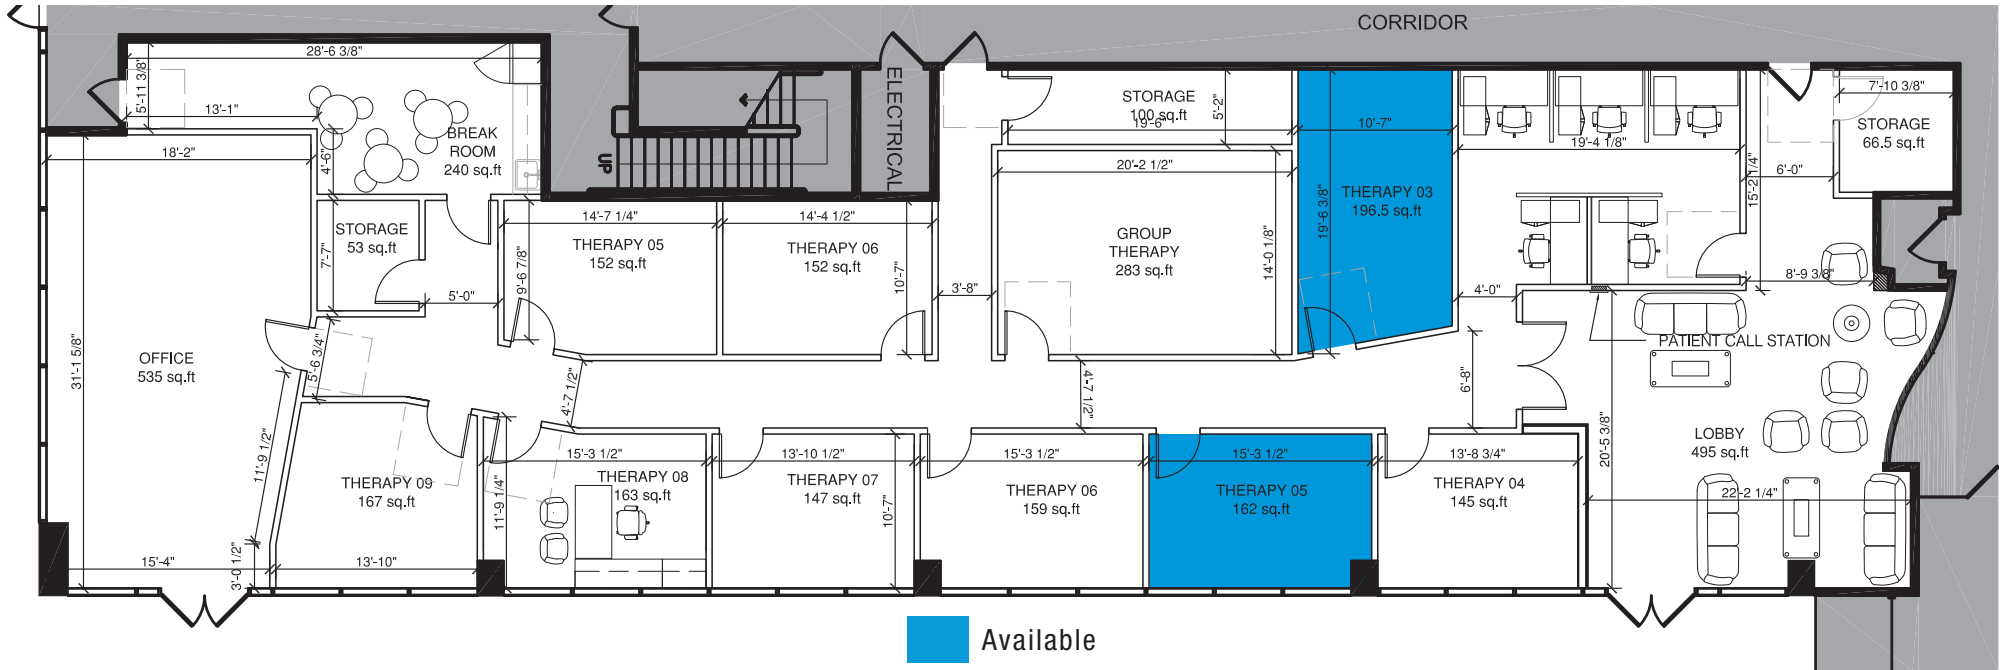 CORRIDOR
28'-6 3/8"
5'-11 3/8"
13'-1"
BREAK
ROOM
240 sq.ft
18'-2"
4'-6"
UP
ELECTRICAL
STORAGE
100 sq.ft
19'-6"
5'-2"
10'-7"
19'-4 1/8"
7'-10 3/8"
STORAGE
66.5 sq.ft
6'-0"
15'-2 1/4"
20'-2 1/2"
THERAPY 03
196.5 sq.ft
19'-6 3/8"
STORAGE
53 sq.ft
7'-7"
5'-0"
14'-7 1/4"
THERAPY 05
152 sq.ft
9'-6 7/8"
14'-4 1/2"
THERAPY 06
152 sq.ft
10'-7"
3'-8"
GROUP
THERAPY
283 sq.ft
14'-0 1/8"
4'-0"
8'-9 3/8"
PATIENT CALL STATION
OFFICE
535 sq.ft
31'-1 5/8"
5'-6 3/4"
4'-7 1/2"
4'-7 1/2"
6'-8"
20'-5 3/8"
LOBBY
495 sq.ft
22'-2 1/4"
11'-9 1/2"
THERAPY 09
167 sq.ft
15'-3 1/2"
THERAPY 08
163 sq.ft
11'-9 1/4"
13'-10 1/2"
THERAPY 07
147 sq.ft
10'-7"
15'-3 1/2"
THERAPY 06
159 sq.ft
15'-3 1/2"
THERAPY 05
162 sq.ft
13'-8 3/4"
THERAPY 04
145 sq.ft
15'-4"
3'-0 1/2"
13'-10"
Available